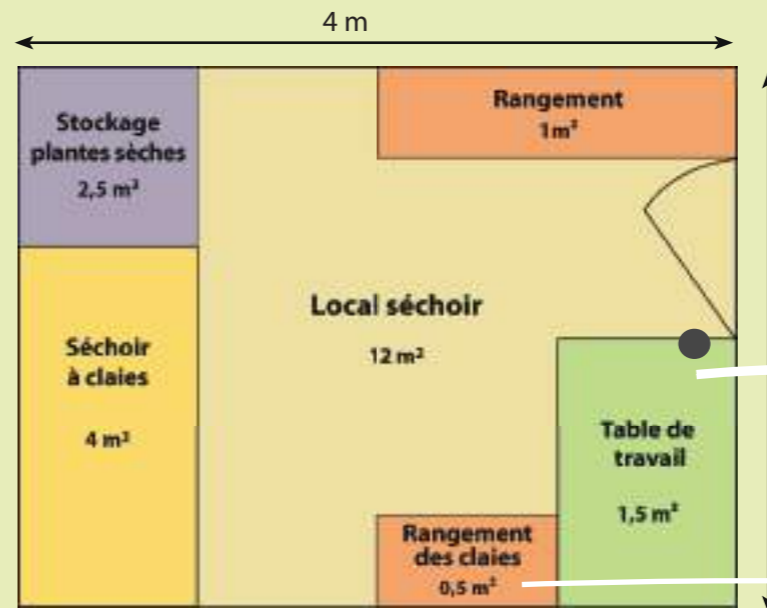 4 m
Stockage
plantes sèches
2,5 m²
Rangement
1m²
Local séchoir
12 m²
Séchoir
à claies
4 m²
Table de
travail
1,5 m²
Rangement
des claies
0,5 m²